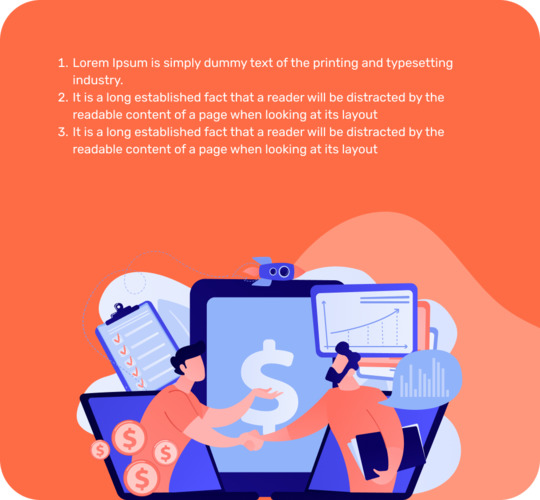 1. Lorem Ipsum is simply dummy text of the printing and typesetting
industry.
2. It is a long established fact that a reader will be distracted by the
readable content of a page when looking at its layout
3. It is a long established fact that a reader will be distracted by the
readable content of a page when looking at its layout
$
$
$
$
$